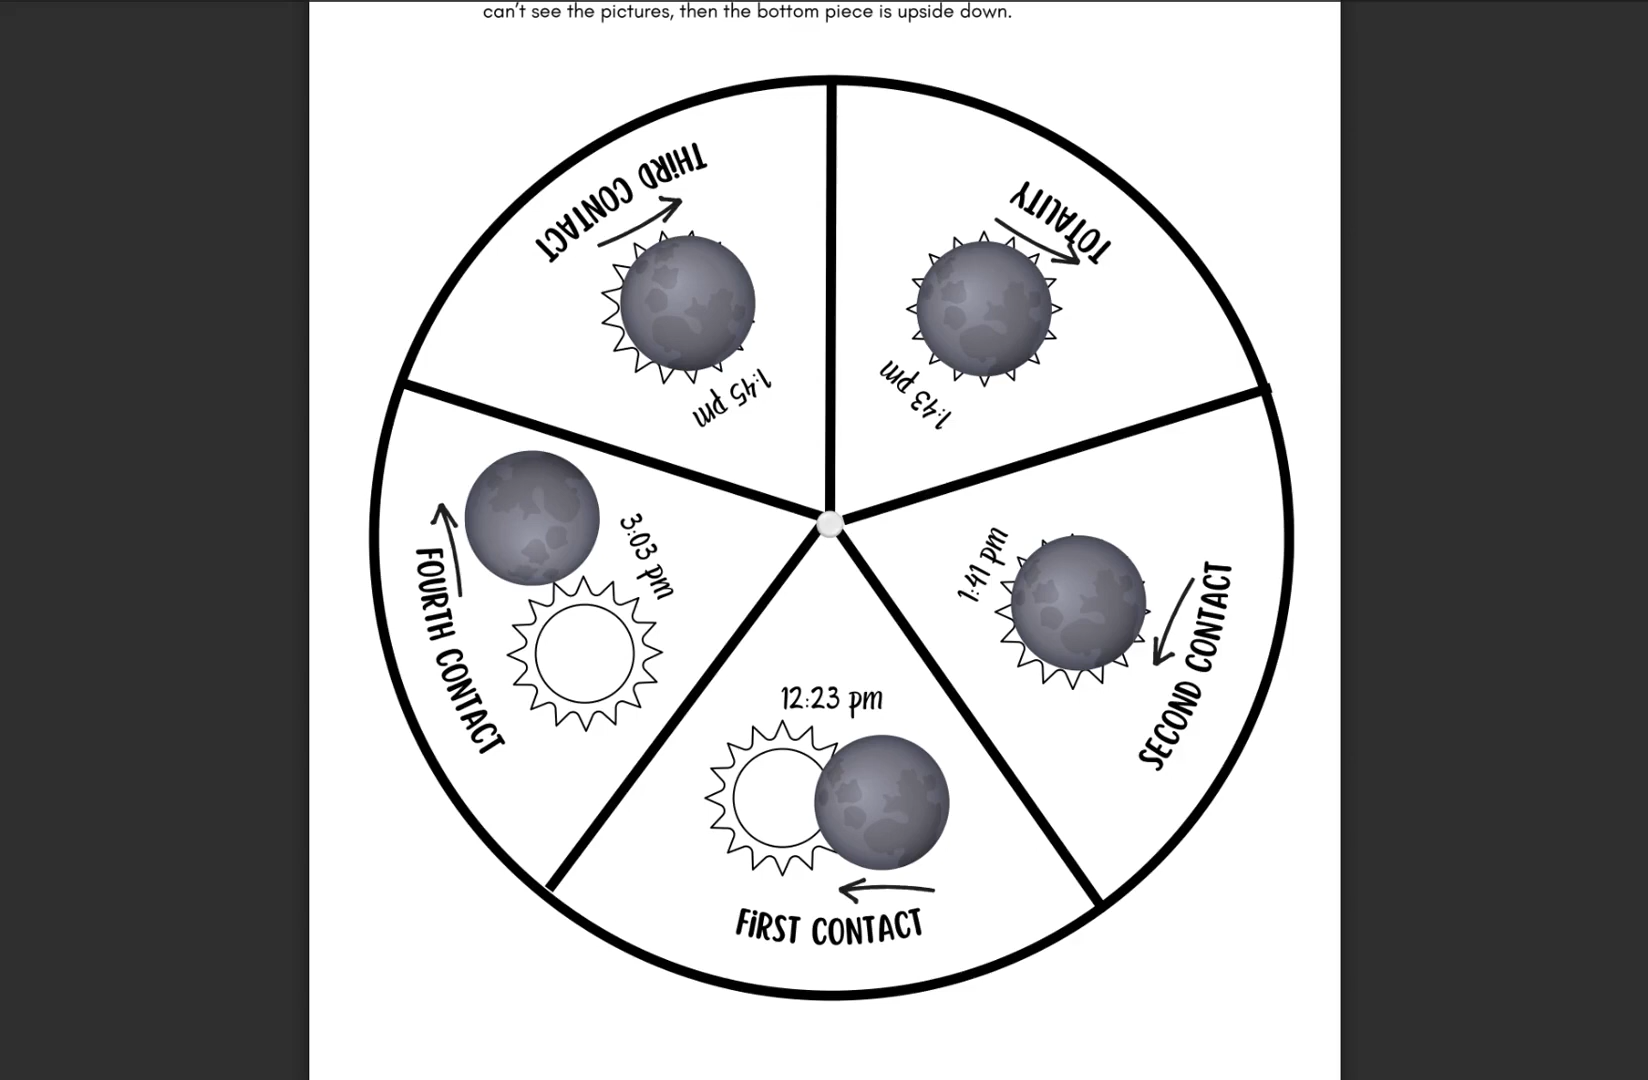 can't see the pictures, then the bottom piece is upside down.
THiRD CONTACT
1:45 pm
TOTALITY
1:43 pm
FOURTH CONTACT
3:03 pm
1:41 pm
SECOND CONTACT
12:23 pm
FiRST CONTACT